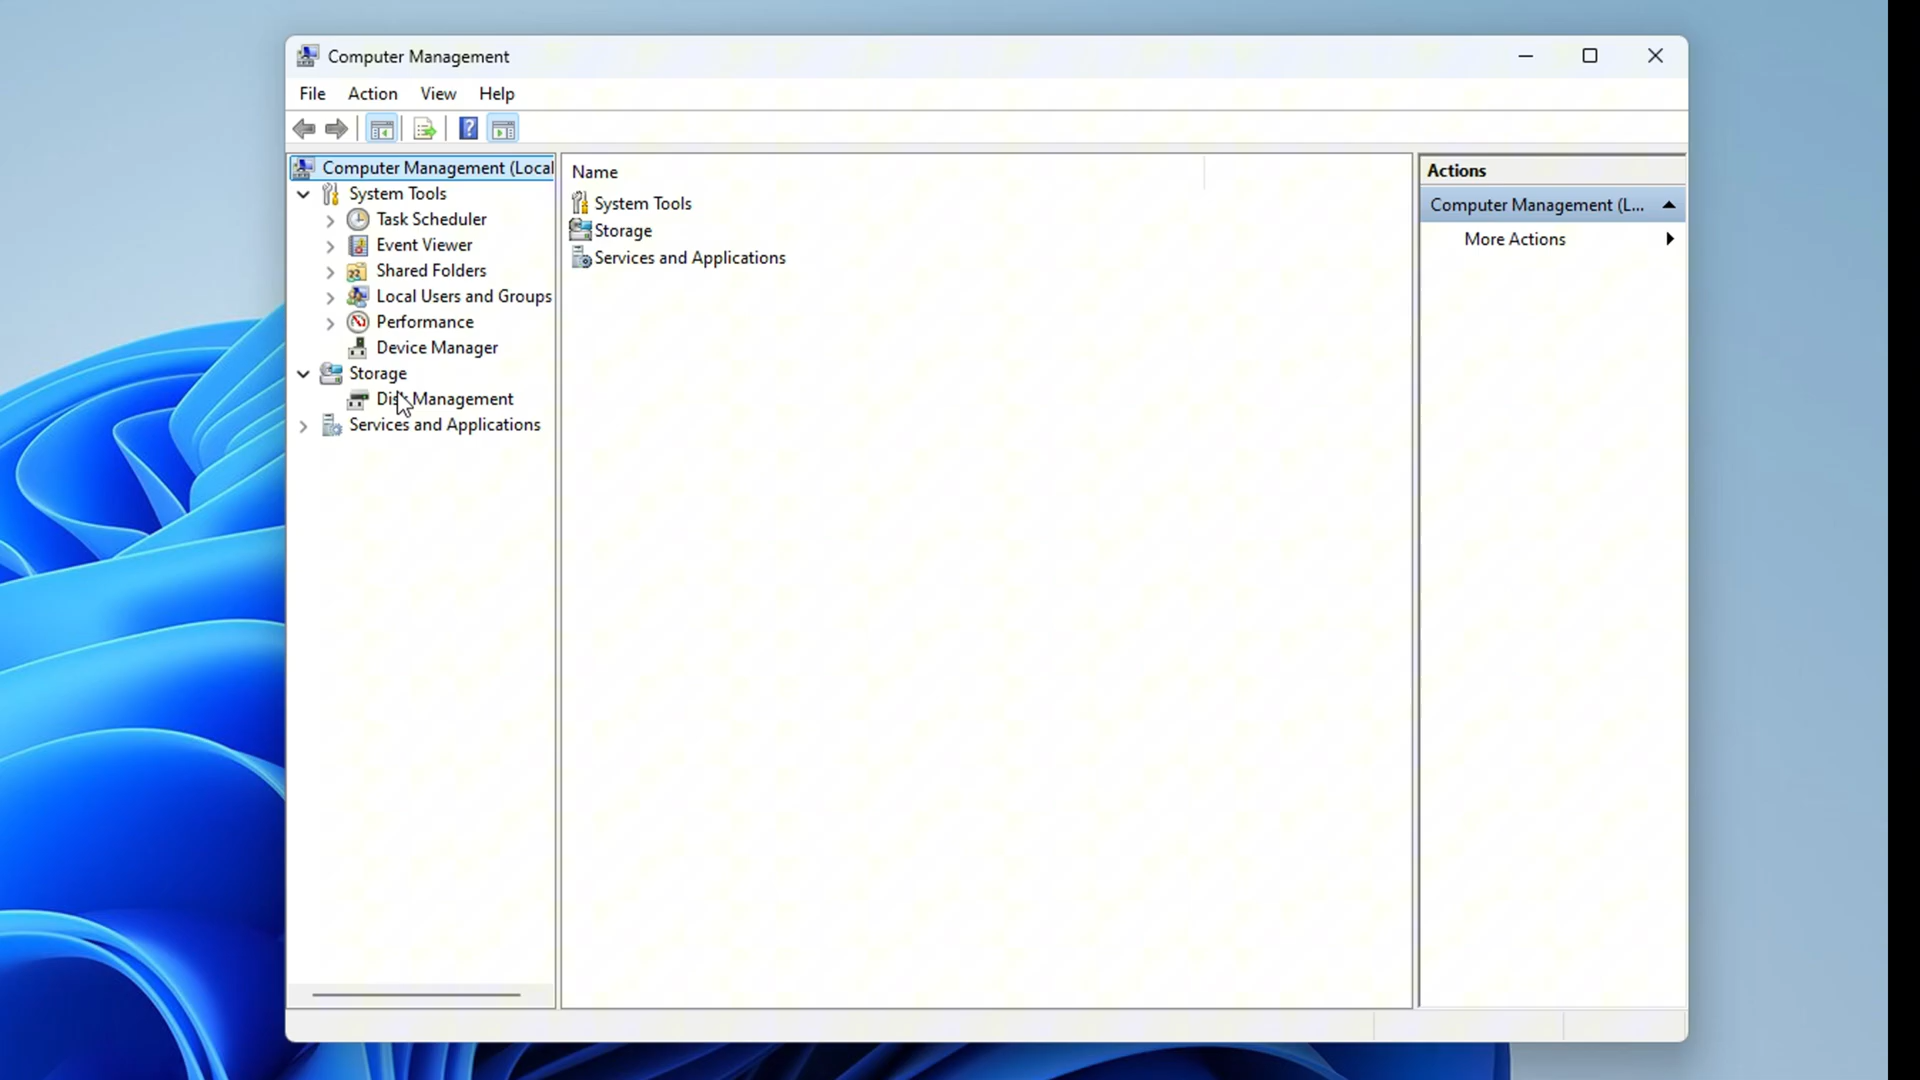 Computer Management
File Action View Help
Computer Management (Local
System Tools
Task Scheduler
Event Viewer
Shared Folders
Local Users and Groups
Performance
Device Manager
Storage
Disk Management
Services and Applications
Name
System Tools
Storage
Services and Applications
Actions
Computer Management (L...
More Actions